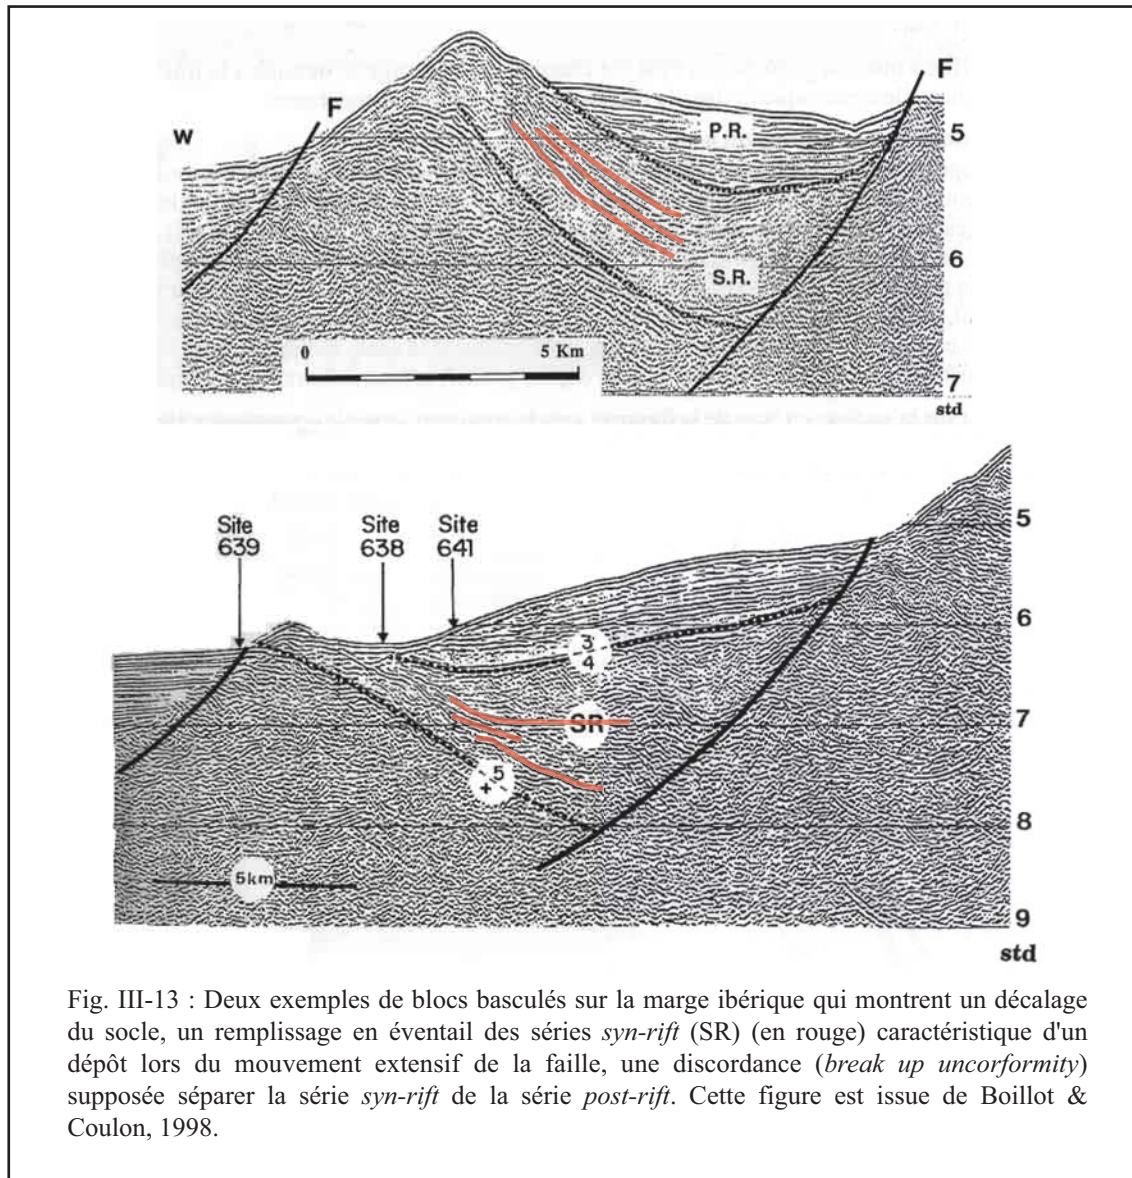 F
F
W
P.R.
5
6
S.R.
0
5 Km
7
std
Site
639
Site
638
Site
641
5
3
4
6
SR
7
5
+
8
5km
9
std
Fig. III-13 : Deux exemples de blocs basculés sur la marge ibérique qui montrent un décalage
du socle, un remplissage en éventail des séries syn-rift (SR) (en rouge) caractéristique d'un
dépôt lors du mouvement extensif de la faille, une discordance (break up uncorformity)
supposée séparer la série syn-rift de la série post-rift. Cette figure est issue de Boillot &
Coulon, 1998.